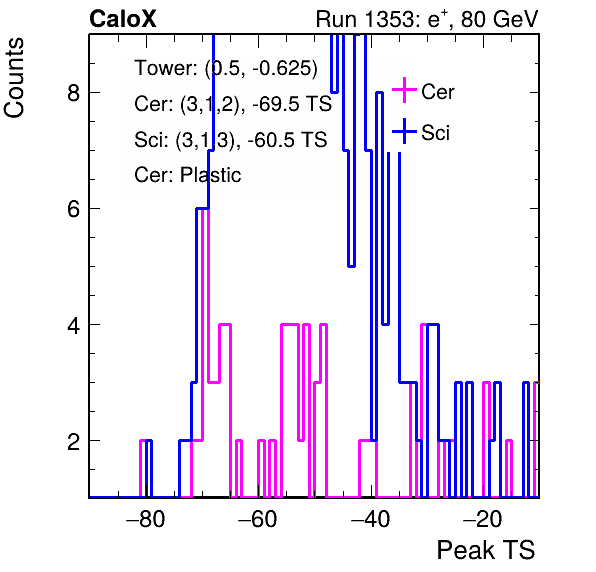 CaloX Run 1353: e⁺, 80 GeV
Counts
Tower: (0.5, -0.625)
Cer: (3,1,2), -69.5 TS
Sci: (3,1,3), -60.5 TS
Cer: Plastic
Cer
Sci
8
6
4
2
−80 −60 −40 −20
Peak TS